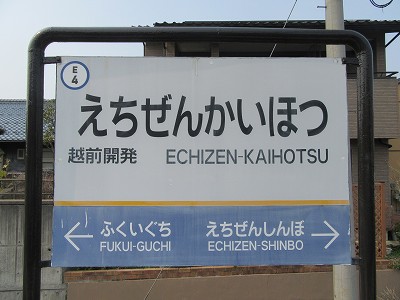 E
4
えちぜんかいほつ
越前開発 ECHIZEN-KAIHOTSU
← ふくいぐち えちぜんしんぼ →
FUKUI-GUCHI ECHIZEN-SHINBO